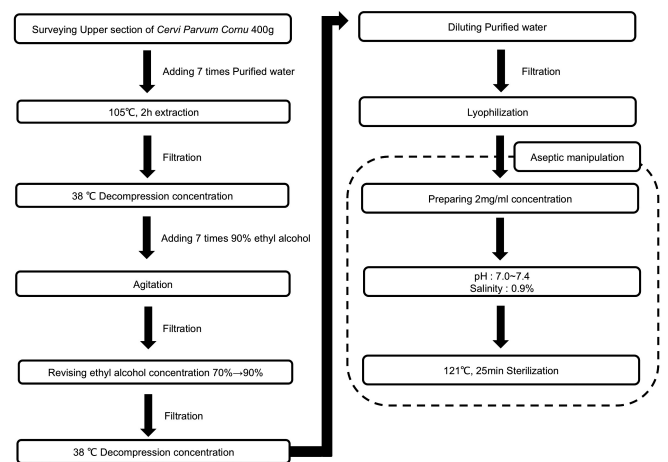 Surveying Upper section of Cervi Parvum Cornu 400g
Adding 7 times Purified water
105℃, 2h extraction
Filtration
38 ℃ Decompression concentration
Adding 7 times 90% ethyl alcohol
Agitation
Filtration
Revising ethyl alcohol concentration 70%→90%
Filtration
38 ℃ Decompression concentration
Diluting Purified water
Filtration
Lyophilization
Aseptic manipulation
Preparing 2mg/ml concentration
pH : 7.0~7.4
Salinity : 0.9%
121℃, 25min Sterilization